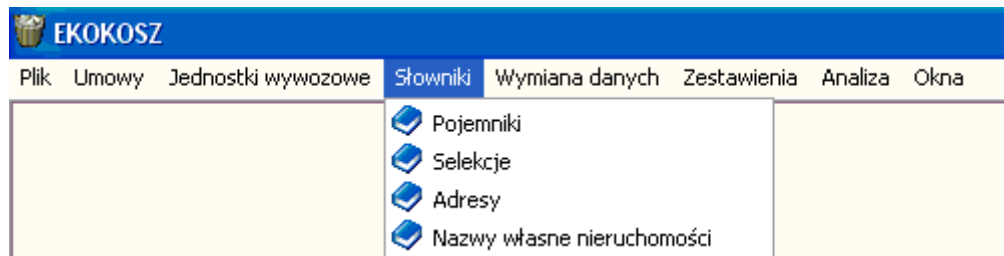 EKOKOSZ
Plik Umowy Jednostki wywozowe Słowniki Wymiana danych Zestawienia Analiza Okna
Pojemniki
Selekcje
Adresy
Nazwy własne nieruchomości